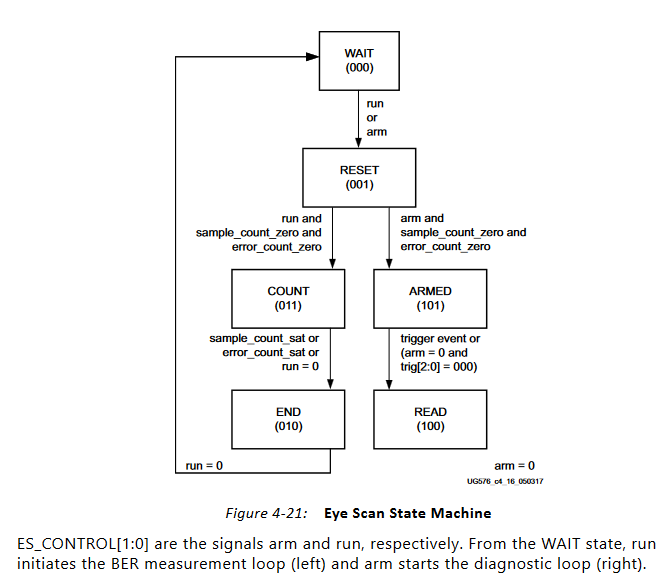 WAIT
(000)
run
or
arm
RESET
(001)
run and
sample_count_zero and
error_count_zero
arm and
sample_count_zero and
error_count_zero
COUNT
(011)
ARMED
(101)
sample_count_sat or
error_count_sat or
run = 0
trigger event or
(arm = 0 and
trig[2:0] = 000)
END
(010)
READ
(100)
run = 0
arm = 0
UG576_c4_16_050317
Figure 4-21: Eye Scan State Machine
ES_CONTROL[1:0] are the signals arm and run, respectively. From the WAIT state, run
initiates the BER measurement loop (left) and arm starts the diagnostic loop (right).